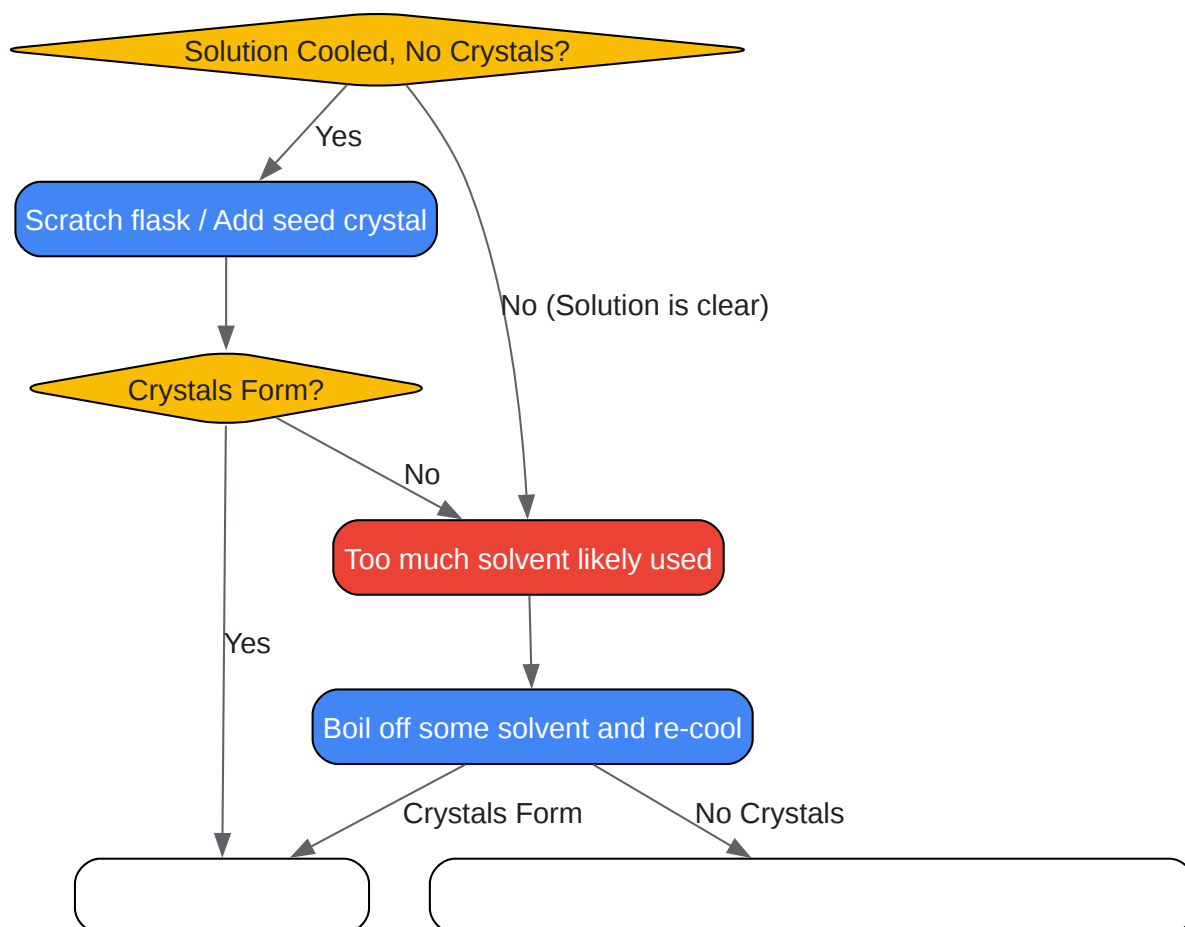 Solution Cooled, No Crystals?
Yes
Scratch flask / Add seed crystal
No (Solution is clear)
Crystals Form?
No
Too much solvent likely used
Yes
Boil off some solvent and re-cool
Crystals Form
No Crystals